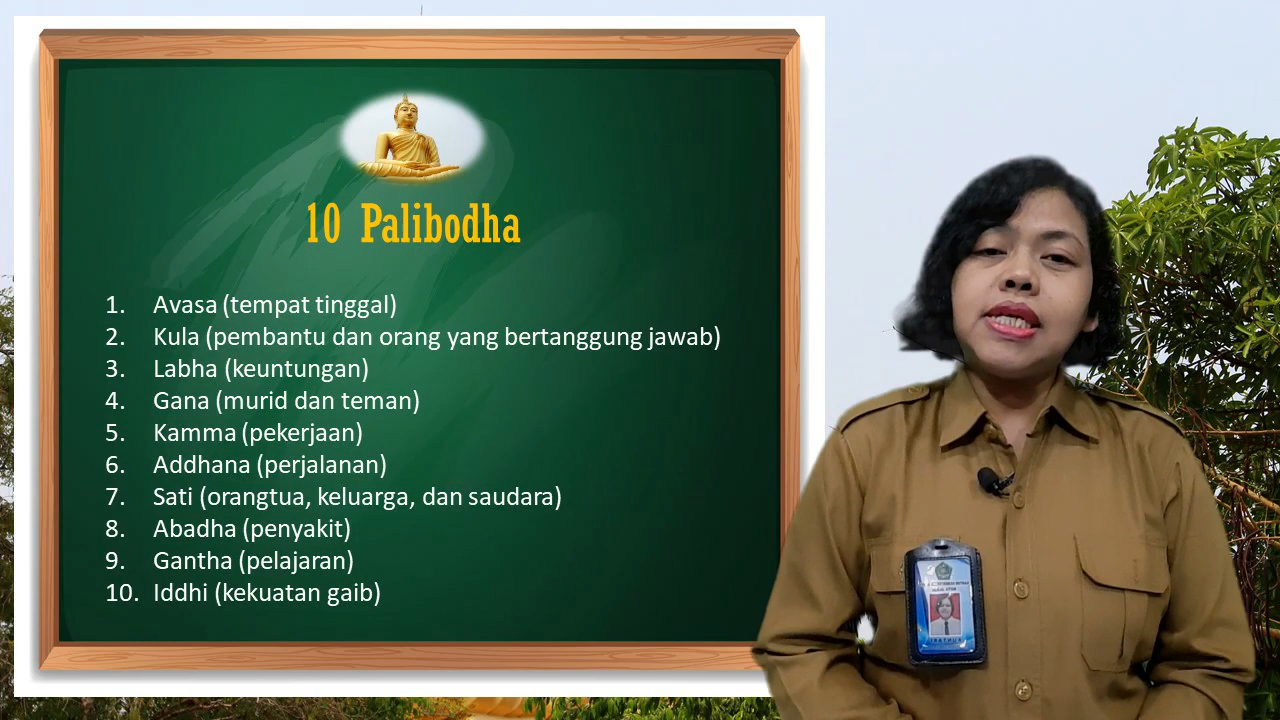 10 Palibodha
1. Avasa (tempat tinggal)
2. Kula (pembantu dan orang yang bertanggung jawab)
3. Labha (keuntungan)
4. Gana (murid dan teman)
5. Kamma (pekerjaan)
6. Addhana (perjalanan)
7. Sati (orangtua, keluarga, dan saudara)
8. Abadha (penyakit)
9. Gantha (pelajaran)
10. Iddhi (kekuatan gaib)